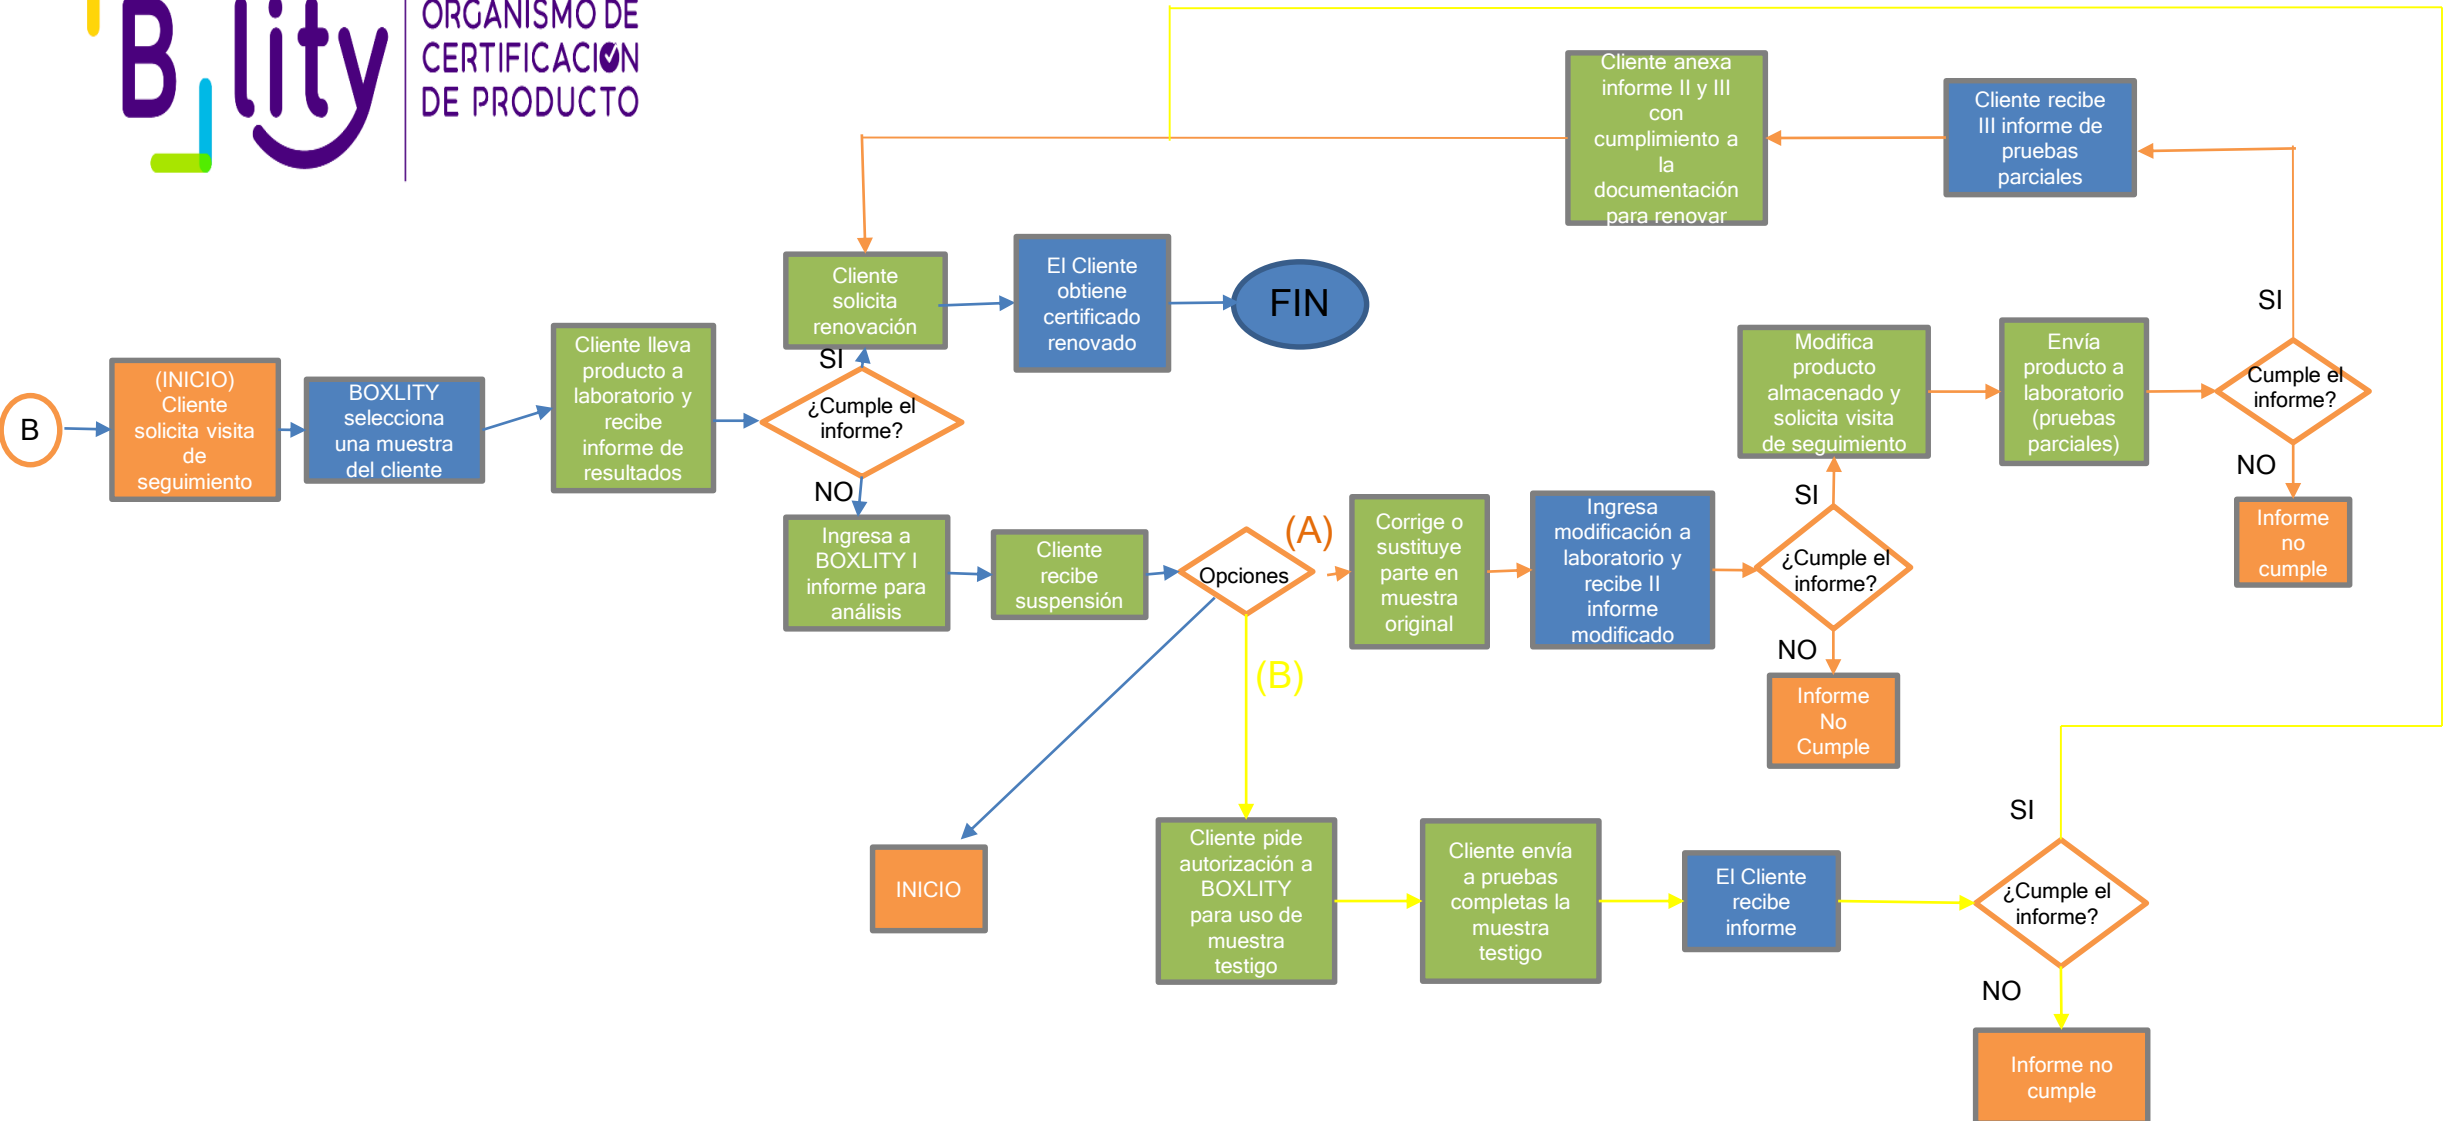 B lity
ORGANISMO DE
CERTIFICACIÓN
DE PRODUCTO
Cliente anexa
informe II y III
con
cumplimiento a
la
documentación
para renovar
Cliente recibe
III informe de
pruebas
parciales
Cliente
solicita
renovación
El Cliente
obtiene
certificado
renovado
FIN
SI
B
(INICIO)
Cliente
solicita visita
de
seguimiento
BOXLITY
selecciona
una muestra
del cliente
Cliente lleva
producto a
laboratorio y
recibe
informe de
resultados
SI
¿Cumple el
informe?
NO
Modifica
producto
almacenado y
solicita visita
de seguimiento
Envía
producto a
laboratorio
(pruebas
parciales)
Cumple el
informe?
NO
Informe
no
cumple
Ingresa a
BOXLITY I
informe para
análisis
Cliente
recibe
suspensión
Opciones
(A)
Corrige o
sustituye
parte en
muestra
original
Ingresa
modificación a
laboratorio y
recibe II
informe
modificado
SI
¿Cumple el
informe?
NO
Informe
No
Cumple
(B)
INICIO
Cliente pide
autorización a
BOXLITY
para uso de
muestra
testigo
Cliente envía
a pruebas
completas la
muestra
testigo
El Cliente
recibe
informe
SI
¿Cumple el
informe?
NO
Informe no
cumple